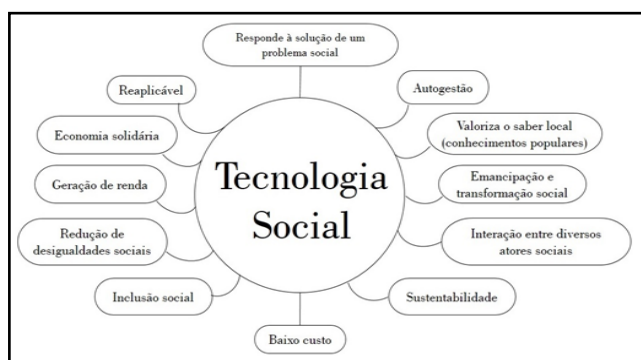 Responde à solução de um
problema social
Reaplicável
Autogestão
Economia solidária
Valoriza o saber local
(conhecimentos populares)
Geração de renda
Tecnologia
Social
Emancipação e
transformação social
Redução de
desigualdades sociais
Interação entre diversos
atores sociais
Inclusão social
Sustentabilidade
Baixo custo